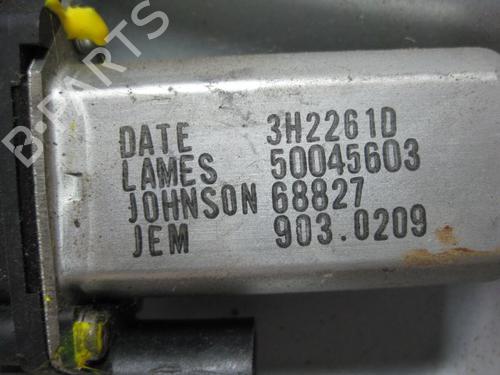 B-PARTS
DATE 3H2261D
LAMES 50045603
JOHNSON 68827
JEM 903.0209